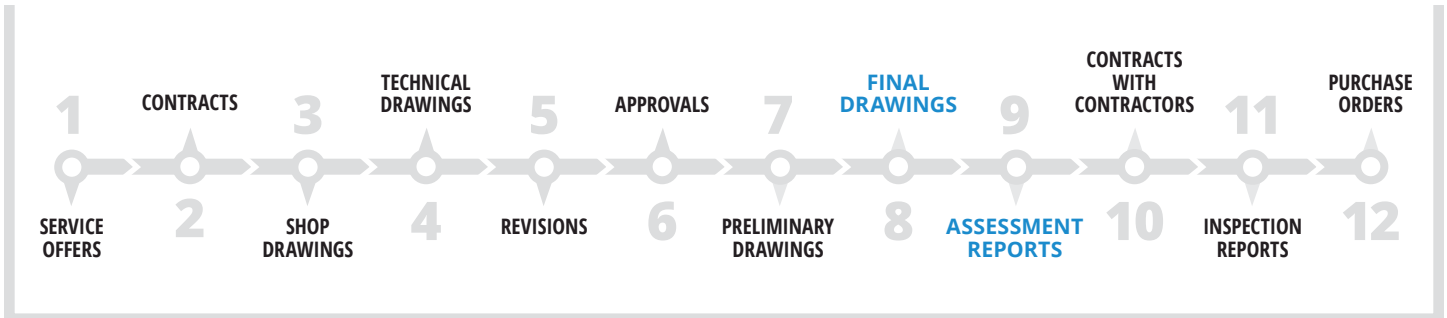 1
SERVICE
OFFERS
CONTRACTS
2
3
SHOP
DRAWINGS
TECHNICAL
DRAWINGS
4
5
REVISIONS
APPROVALS
6
7
PRELIMINARY
DRAWINGS
FINAL
DRAWINGS
8
9
ASSESSMENT
REPORTS
CONTRACTS
WITH
CONTRACTORS
10
11
INSPECTION
REPORTS
PURCHASE
ORDERS
12